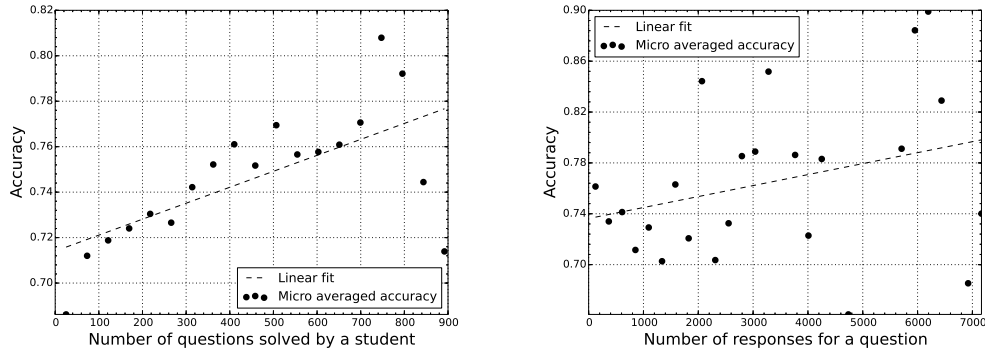 0.82
0.80
0.78
0.76
0.74
0.72
0.70
Accuracy
0 100 200 300 400 500 600 700 800 900
Number of questions solved by a student
Linear fit
Micro averaged accuracy
0.90
0.86
0.82
0.78
0.74
0.70
Accuracy
0 1000 2000 3000 4000 5000 6000 7000
Number of responses for a question
Linear fit
Micro averaged accuracy